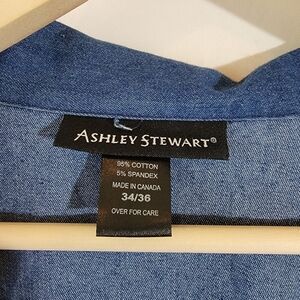 ASHLEY STEWART®
95% COTTON
5% SPANDEX
MADE IN CANADA
34/36
OVER FOR CARE